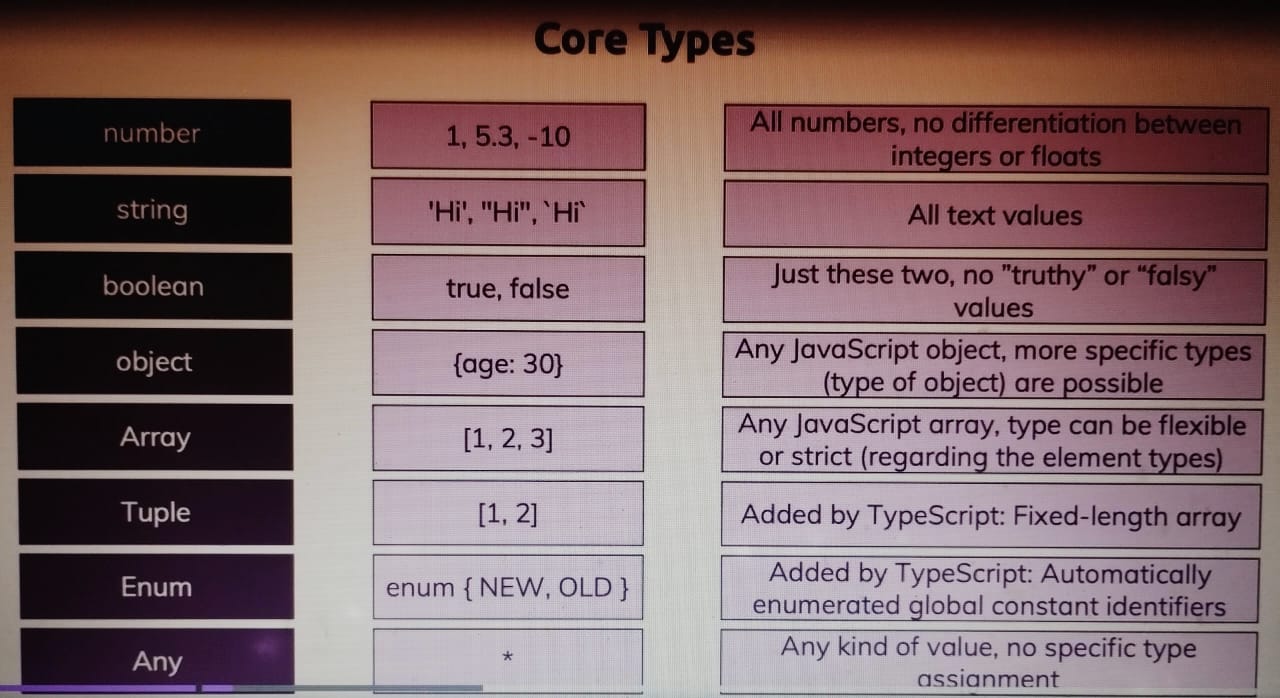 Core Types
number
1, 5.3, -10
All numbers, no differentiation between
integers or floats
string
'Hi', "Hi", `Hi`
All text values
boolean
true, false
Just these two, no "truthy” or “falsy”
values
object
{age: 30}
Any JavaScript object, more specific types
(type of object) are possible
Array
[1, 2, 3]
Any JavaScript array, type can be flexible
or strict (regarding the element types)
Tuple
[1, 2]
Added by TypeScript: Fixed-length array
Enum
enum { NEW, OLD }
Added by TypeScript: Automatically
enumerated global constant identifiers
Any
*
Any kind of value, no specific type
assignment